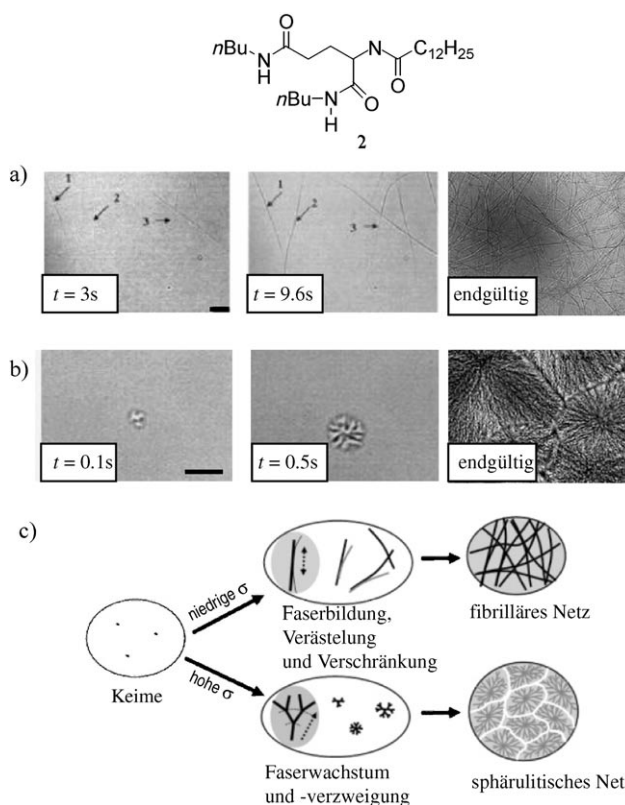 O
O
nBu
N
N
C12H25
H
H
O
nBu
N
O
H
2
a)
1
2
3
t = 3s
1
2
3
t = 9.6s
endgültig
b)
t = 0.1s
t = 0.5s
endgültig
c)
niedrige σ
hohe σ
Keime
Faserbildung,
Verästelung
und Verschränkung
fibrilläres Netz
Faserwachstum
und -verzweigung
sphärulitisches Net